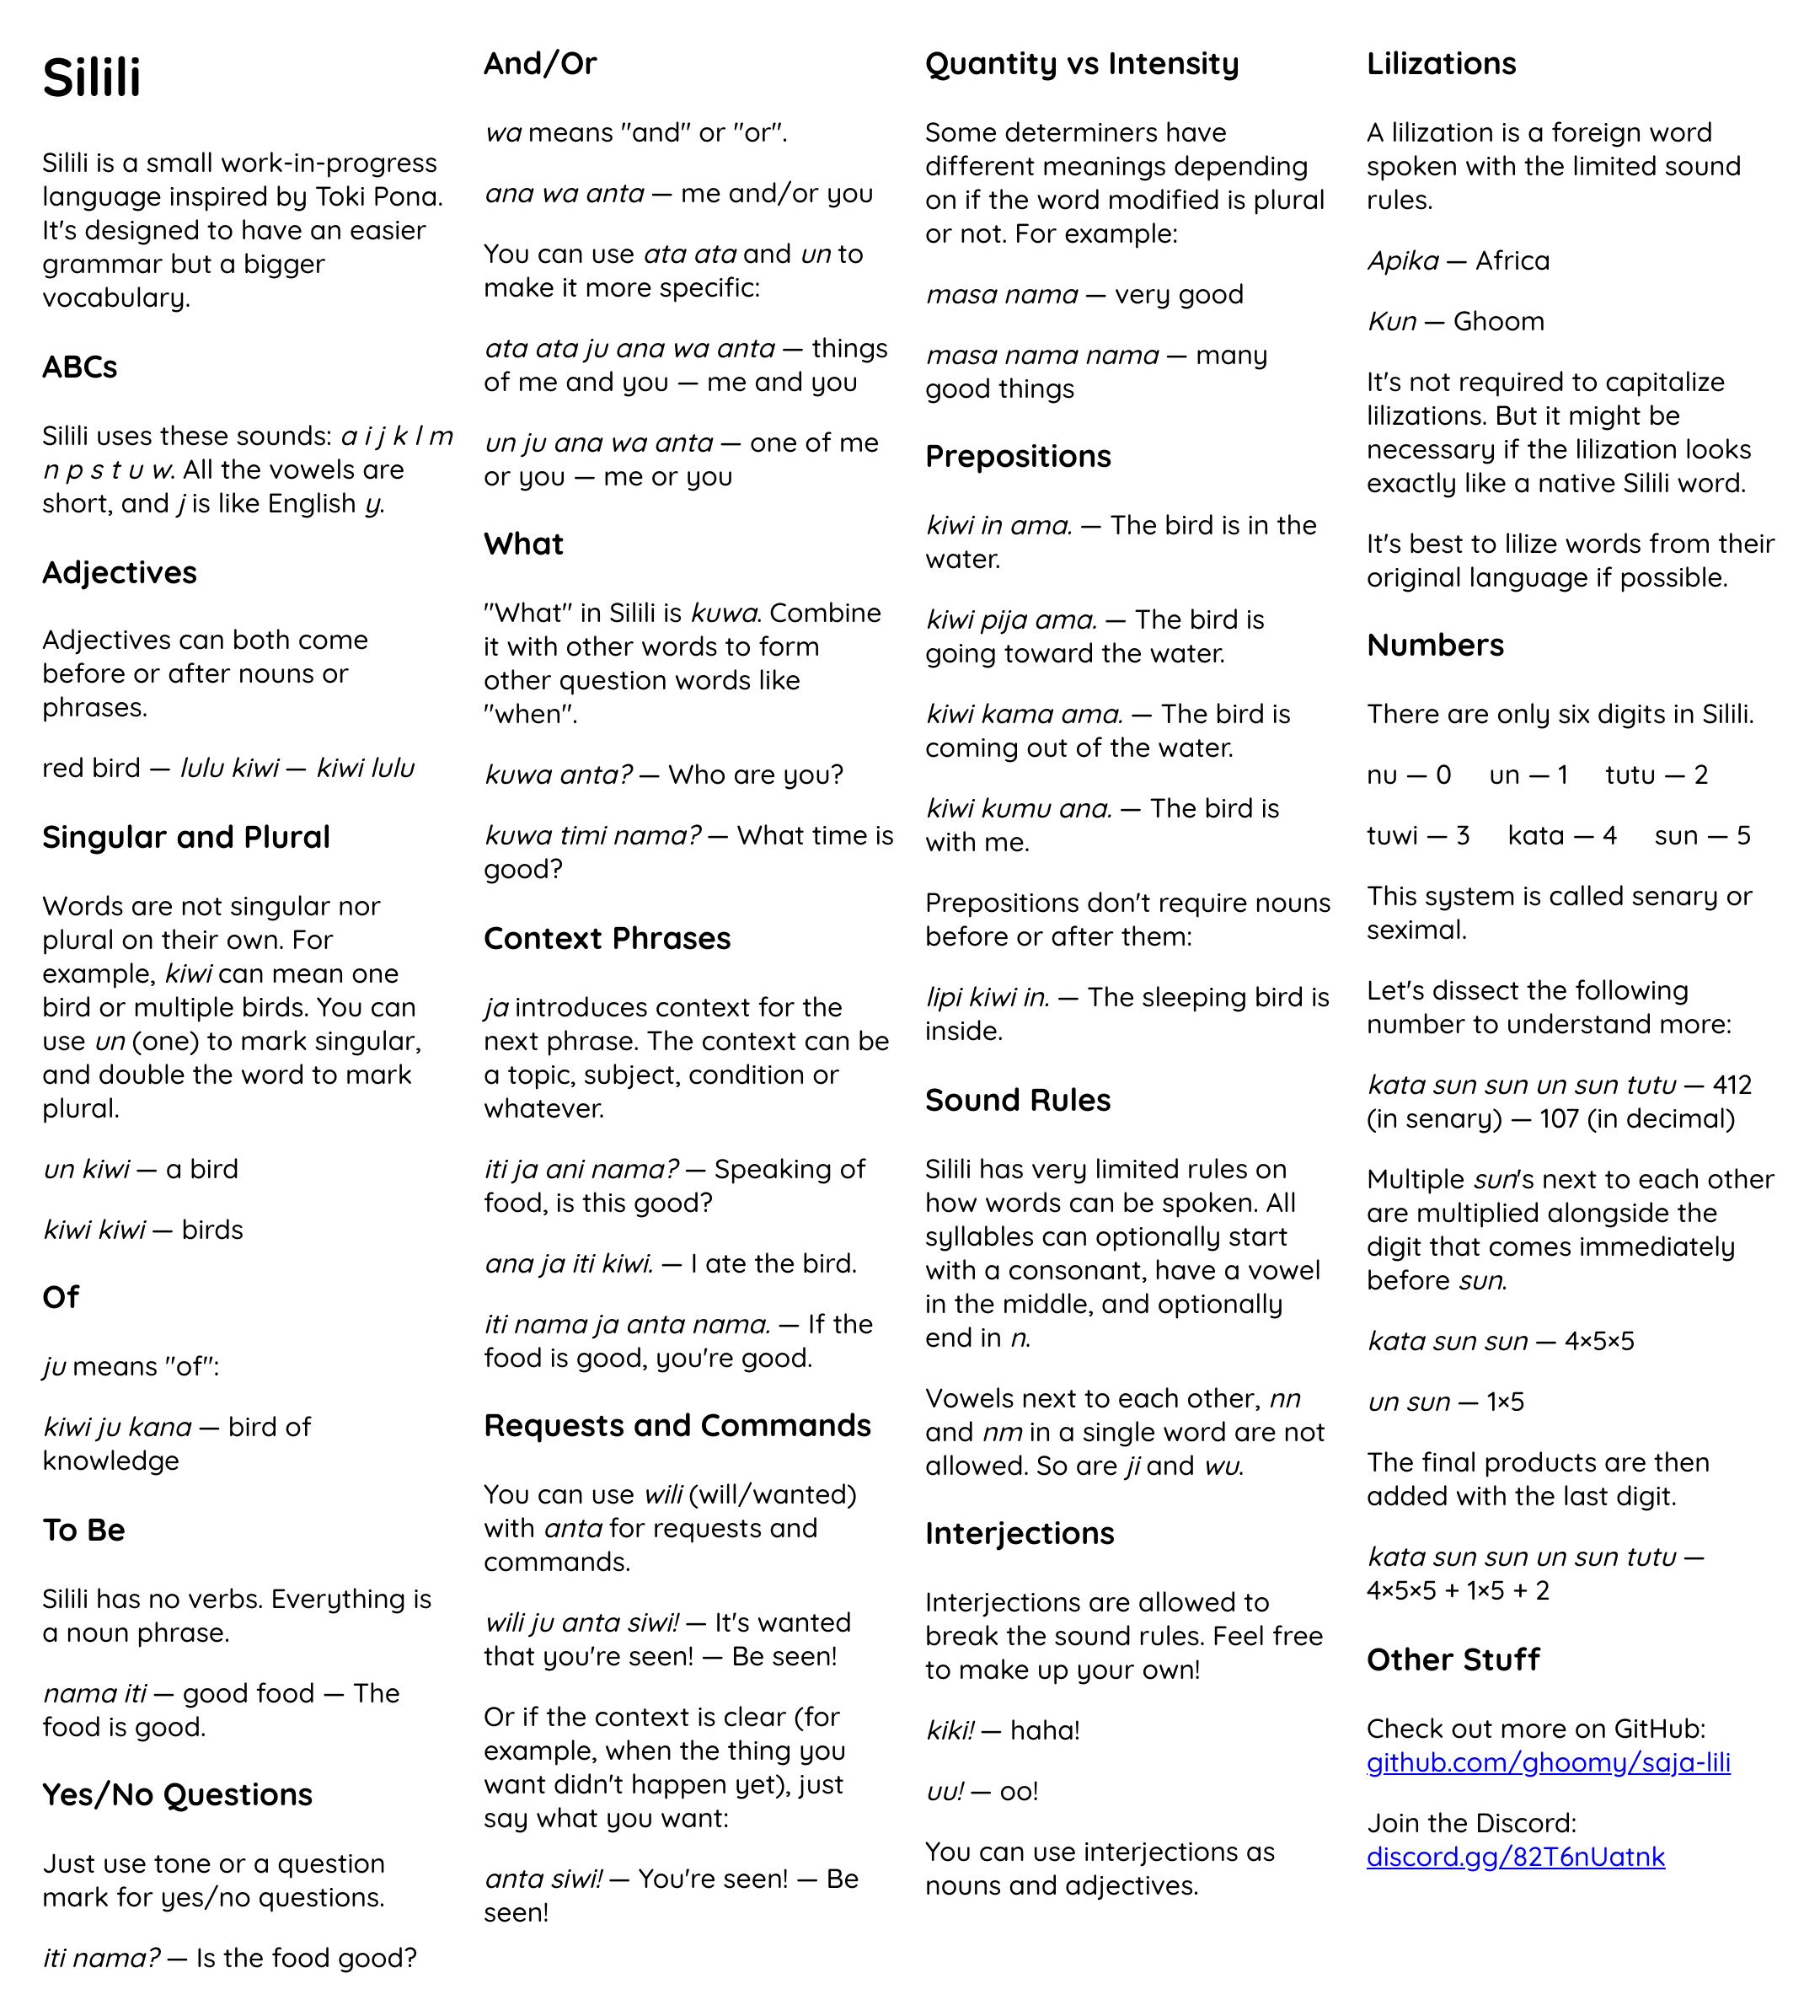 Silili
Silili is a small work-in-progress
language inspired by Toki Pona.
It's designed to have an easier
grammar but a bigger
vocabulary.
ABCs
Silili uses these sounds: a i j k l m
n p s t u w. All the vowels are
short, and j is like English y.
Adjectives
Adjectives can both come
before or after nouns or
phrases.
red bird — lulu kiwi — kiwi lulu
Singular and Plural
Words are not singular nor
plural on their own. For
example, kiwi can mean one
bird or multiple birds. You can
use un (one) to mark singular,
and double the word to mark
plural.
un kiwi — a bird
kiwi kiwi — birds
Of
ju means "of":
kiwi ju kana — bird of
knowledge
To Be
Silili has no verbs. Everything is
a noun phrase.
nama iti — good food — The
food is good.
Yes/No Questions
Just use tone or a question
mark for yes/no questions.
iti nama? — Is the food good?
And/Or
wa means "and" or "or".
ana wa anta — me and/or you
You can use ata ata and un to
make it more specific:
ata ata ju ana wa anta — things
of me and you — me and you
un ju ana wa anta — one of me
or you — me or you
What
"What" in Silili is kuwa. Combine
it with other words to form
other question words like
"when".
kuwa anta? — Who are you?
kuwa timi nama? — What time is
good?
Context Phrases
ja introduces context for the
next phrase. The context can be
a topic, subject, condition or
whatever.
iti ja ani nama? — Speaking of
food, is this good?
ana ja iti kiwi. — I ate the bird.
iti nama ja anta nama. — If the
food is good, you're good.
Requests and Commands
You can use wili (will/wanted)
with anta for requests and
commands.
wili ju anta siwi! — It's wanted
that you're seen! — Be seen!
Or if the context is clear (for
example, when the thing you
want didn't happen yet), just
say what you want:
anta siwi! — You're seen! — Be
seen!
Quantity vs Intensity
Some determiners have
different meanings depending
on if the word modified is plural
or not. For example:
masa nama — very good
masa nama nama — many
good things
Prepositions
kiwi in ama. — The bird is in the
water.
kiwi pija ama. — The bird is
going toward the water.
kiwi kama ama. — The bird is
coming out of the water.
kiwi kumu ana. — The bird is
with me.
Prepositions don't require nouns
before or after them:
lipi kiwi in. — The sleeping bird is
inside.
Sound Rules
Silili has very limited rules on
how words can be spoken. All
syllables can optionally start
with a consonant, have a vowel
in the middle, and optionally
end in n.
Vowels next to each other, nn
and nm in a single word are not
allowed. So are ji and wu.
Interjections
Interjections are allowed to
break the sound rules. Feel free
to make up your own!
kiki! — haha!
uu! — oo!
You can use interjections as
nouns and adjectives.
Lilizations
A lilization is a foreign word
spoken with the limited sound
rules.
Apika — Africa
Kun — Ghoom
It's not required to capitalize
lilizations. But it might be
necessary if the lilization looks
exactly like a native Silili word.
It's best to lilize words from their
original language if possible.
Numbers
There are only six digits in Silili.
nu — 0 un — 1 tutu — 2
tuwi — 3 kata — 4 sun — 5
This system is called senary or
seximal.
Let's dissect the following
number to understand more:
kata sun sun un sun tutu — 412
(in senary) — 107 (in decimal)
Multiple sun's next to each other
are multiplied alongside the
digit that comes immediately
before sun.
kata sun sun — 4×5×5
un sun — 1×5
The final products are then
added with the last digit.
kata sun sun un sun tutu —
4×5×5 + 1×5 + 2
Other Stuff
Check out more on GitHub:
github.com/ghoomy/saja-lili
Join the Discord:
discord.gg/82T6nUatnk